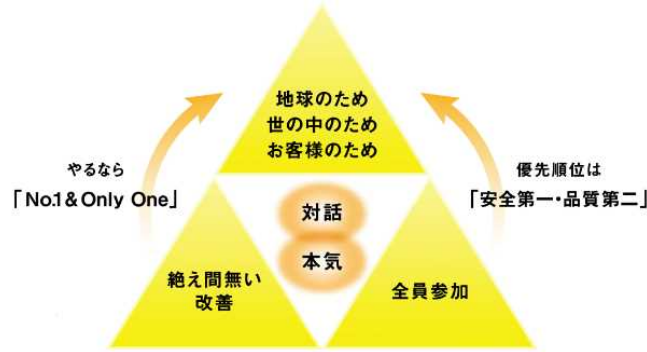 地球のため
世の中のため
お客様のため
やるなら
「No.1&Only One」
優先順位は
「安全第一・品質第二」
対話
本気
絶え間無い
改善
全員参加